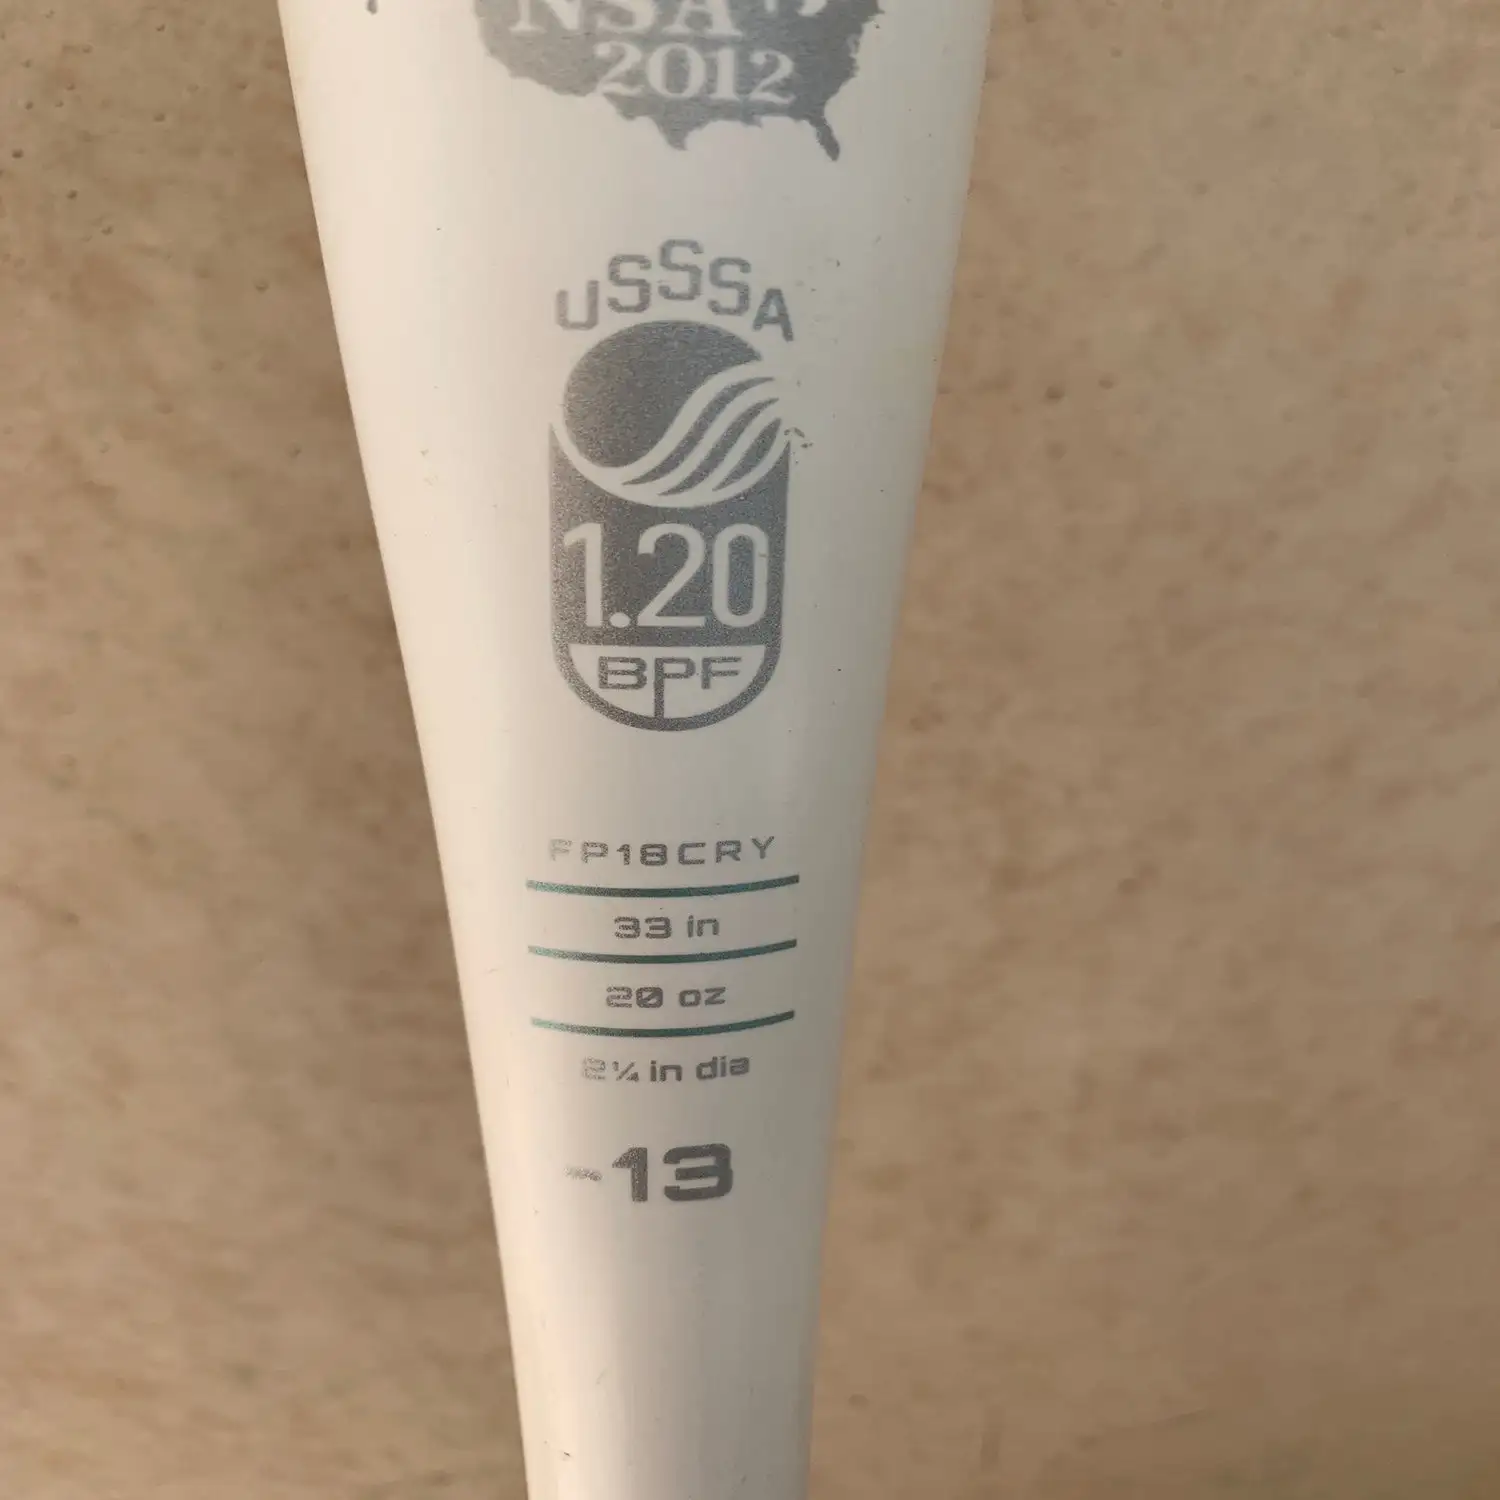 NSA
2012
USSSA
1.20
BPF
FP18CRY
33 in
20 oz
2¼ in dia
-13